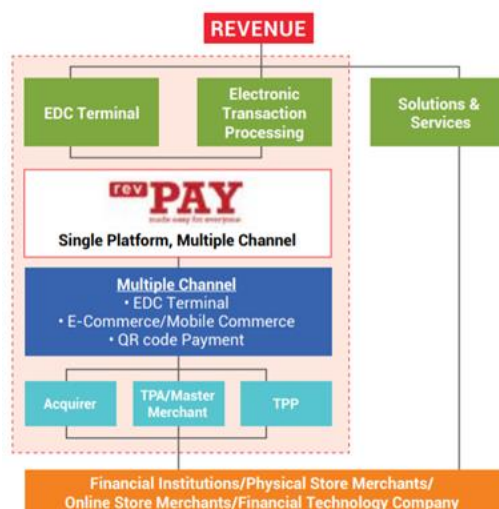 REVENUE
EDC Terminal
Electronic
Transaction
Processing
Solutions &
Services
rev PAY
made easy for everyone
Single Platform, Multiple Channel
Multiple Channel
• EDC Terminal
• E-Commerce/Mobile Commerce
• QR code Payment
Acquirer
TPA/Master
Merchant
TPP
Financial Institutions/Physical Store Merchants/
Online Store Merchants/Financial Technology Company